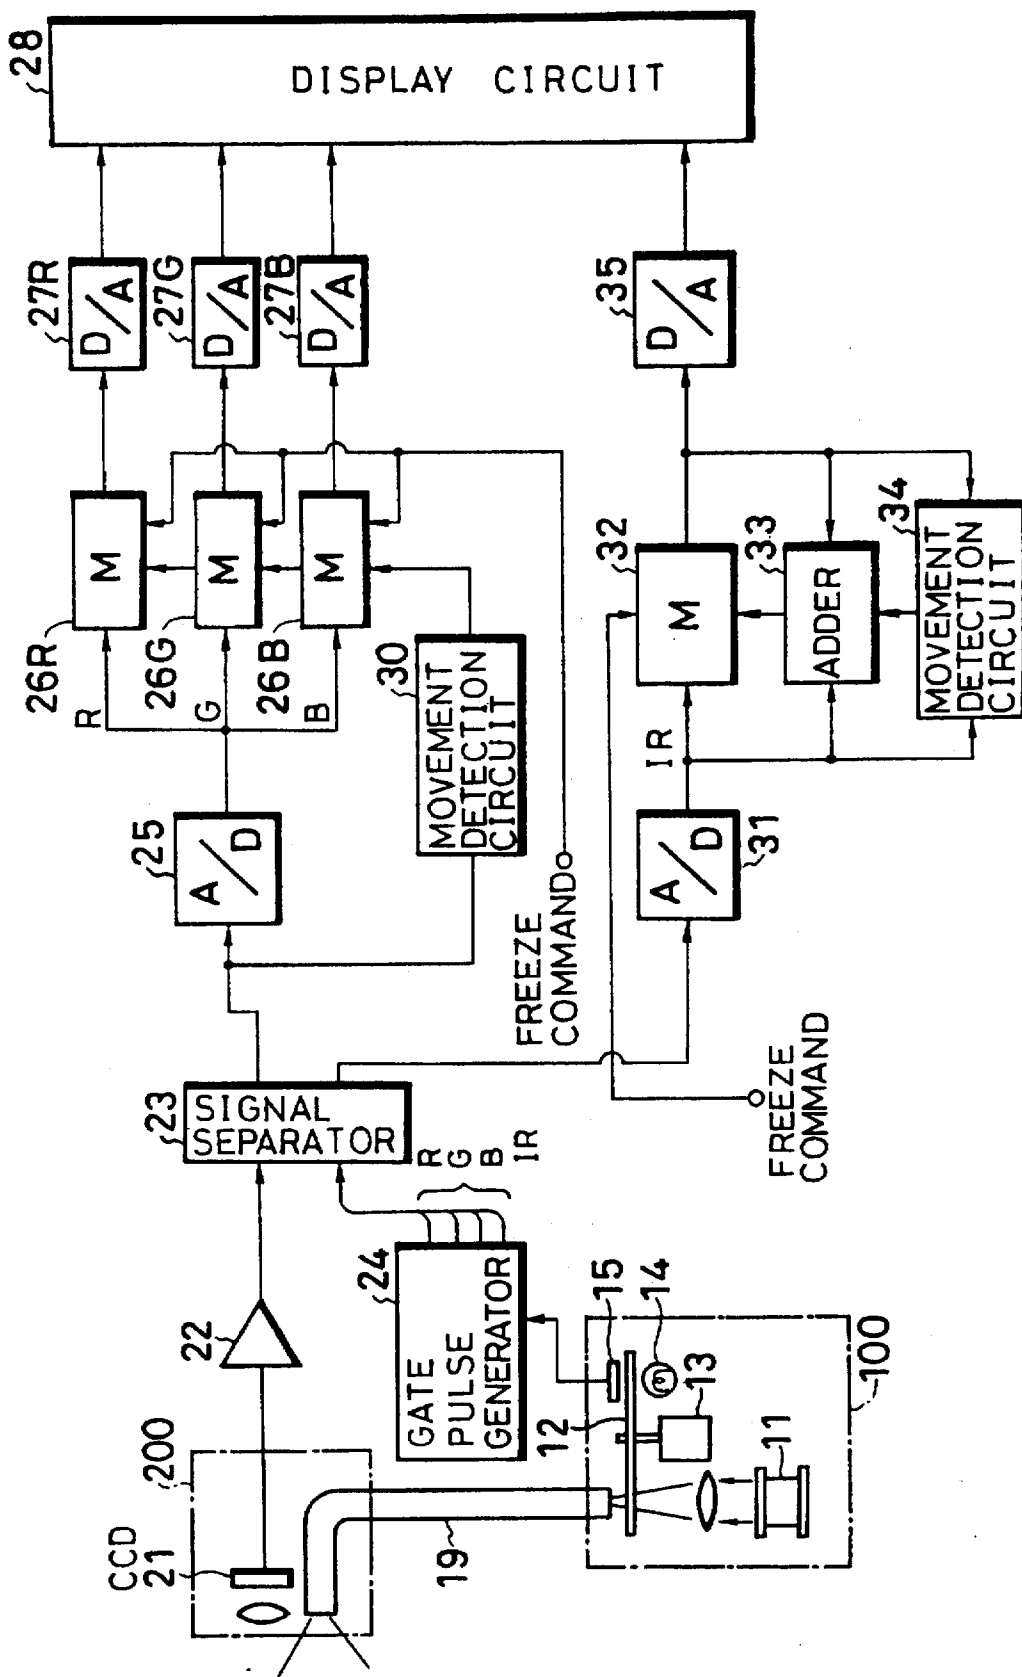 CCD
21
200
22
23
SIGNAL
SEPARATOR
25
A/D
R
G
B
26R
M
26G
M
26B
M
27R
D/A
27G
D/A
27B
D/A
28
DISPLAY CIRCUIT
30
MOVEMENT
DETECTION
CIRCUIT
FREEZE
COMMAND
24
GATE
PULSE
GENERATOR
R
G
B
IR
19
12
15
14
13
11
100
FREEZE
COMMAND
A/D
31
IR
32
M
33
ADDER
34
MOVEMENT
DETECTION
CIRCUIT
35
D/A